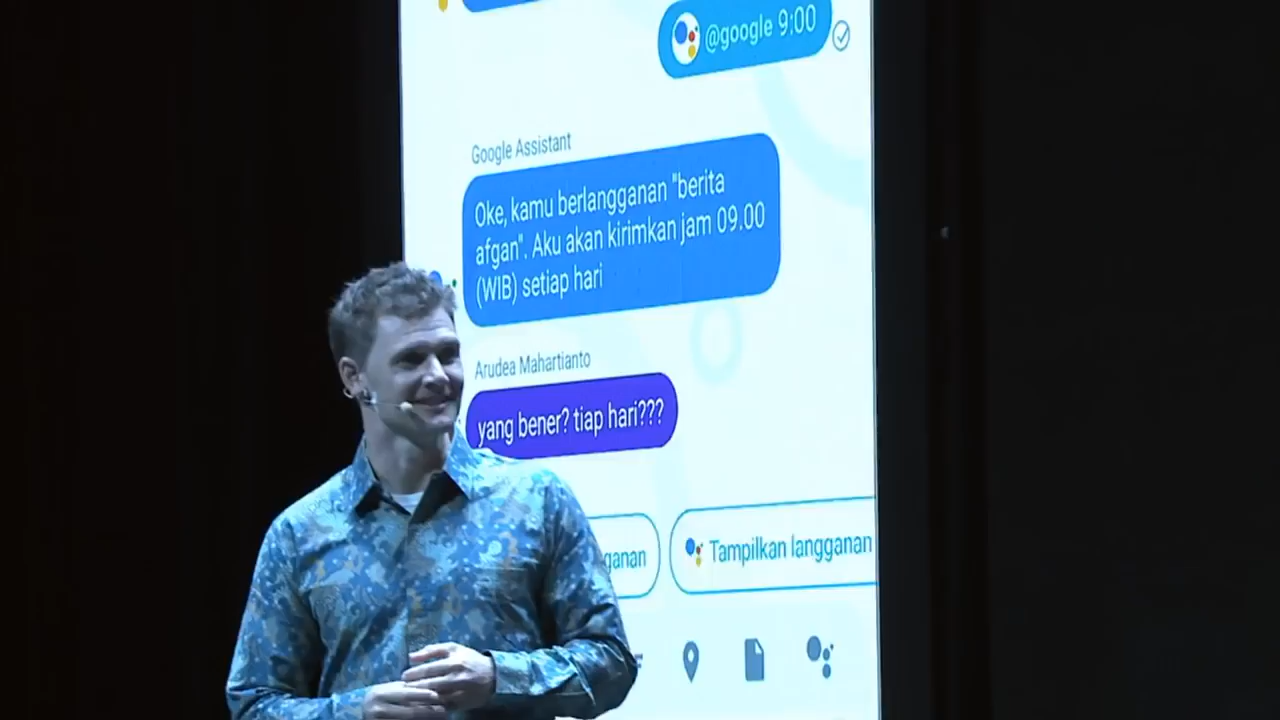 @google 9:00
Google Assistant
Oke, kamu berlangganan "berita
afgan". Aku akan kirimkan jam 09.00
(WIB) setiap hari
Arudea Mahartianto
yang bener? tiap hari???
ganan
Tampilkan langganan